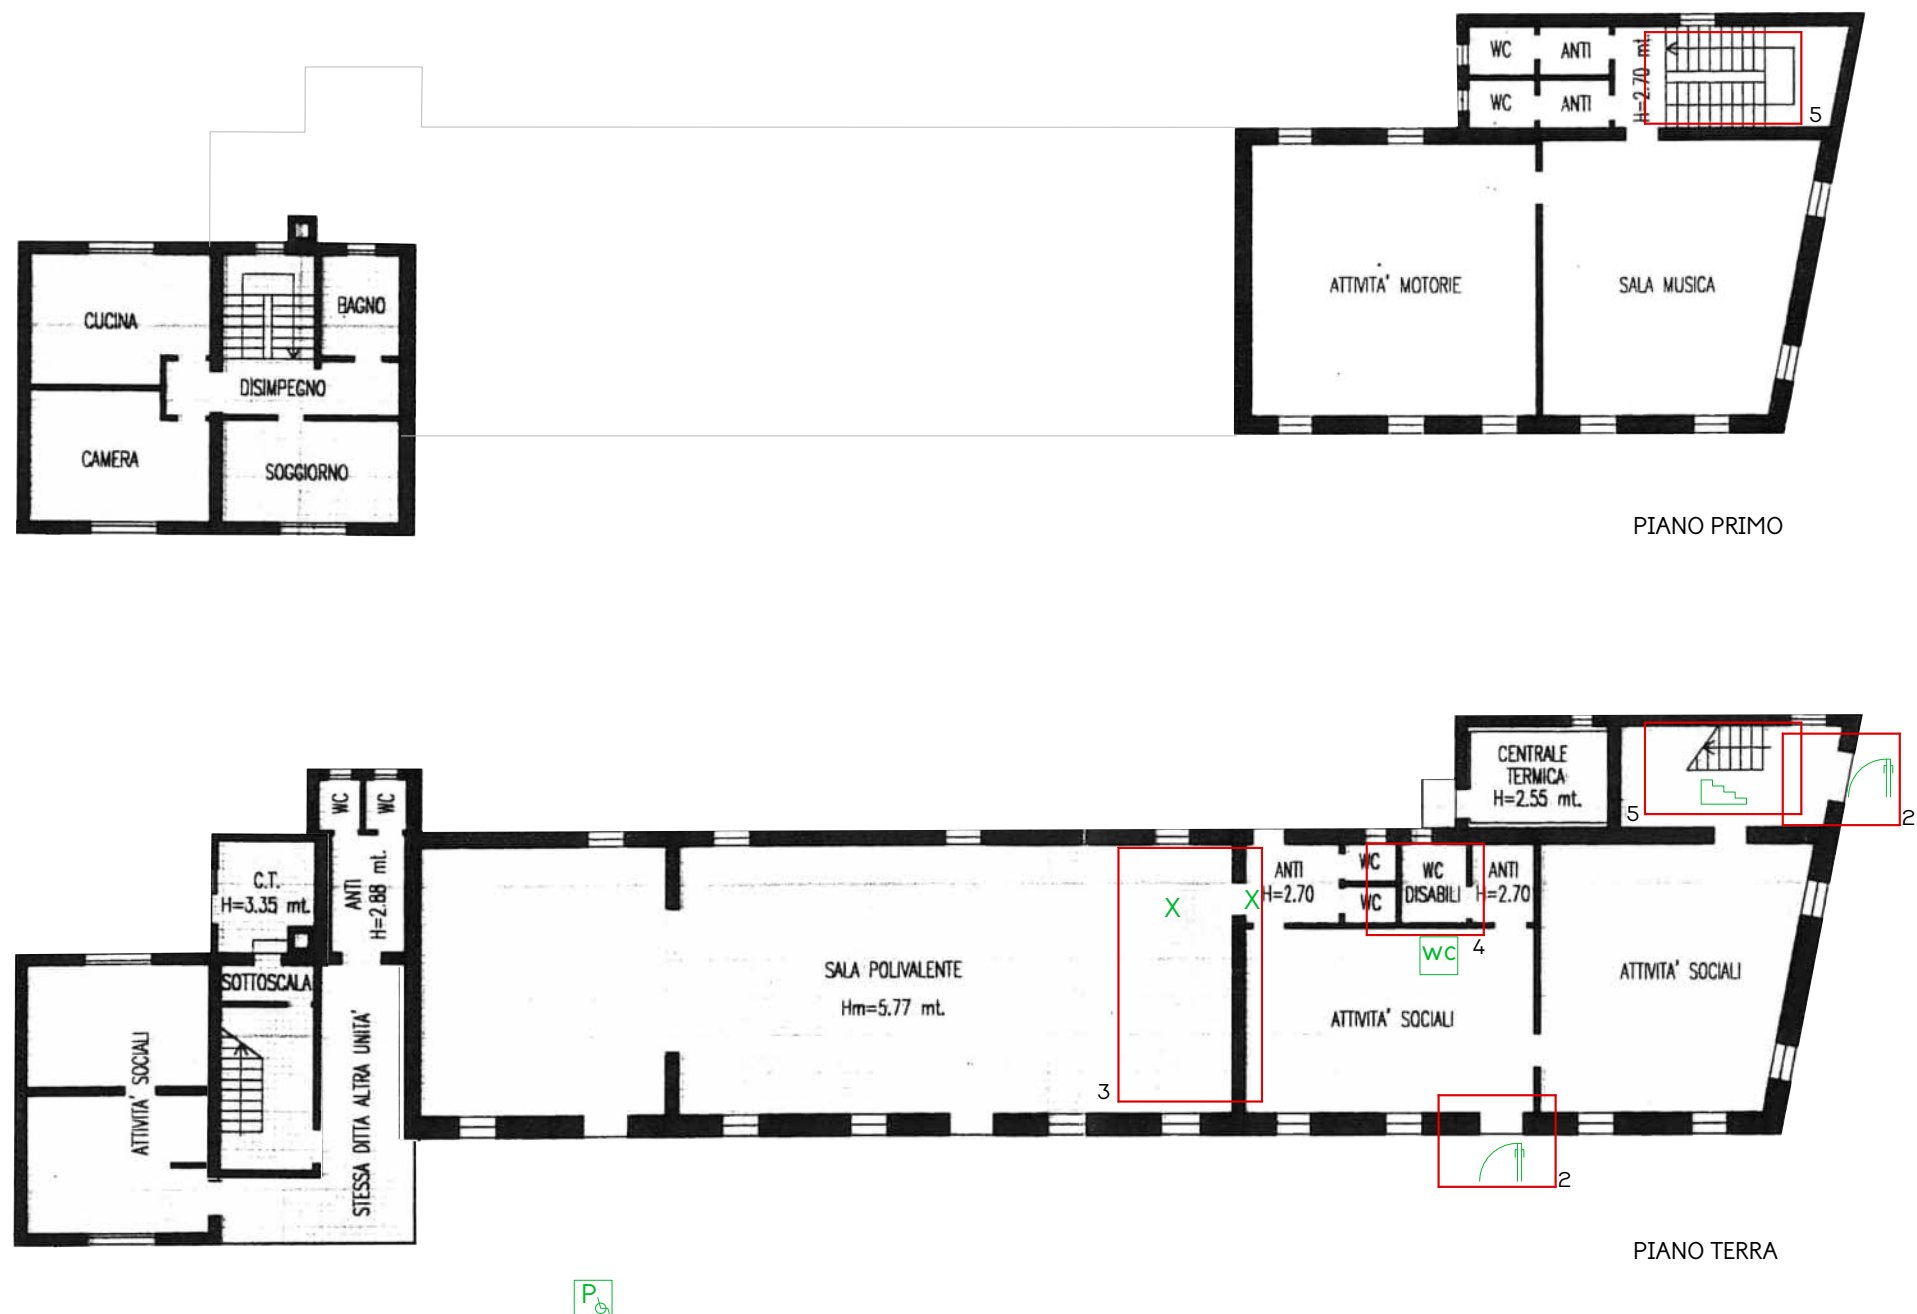 WC
ANTI
H=2.70 mt.
WC
ANTI
5
ATTIVITA' MOTORIE
SALA MUSICA
CUCINA
BAGNO
DISIMPEGNO
CAMERA
SOGGIORNO
PIANO PRIMO
CENTRALE
TERMICA
H=2.55 mt.
5
2
WC
WC
ANTI
H=2.88 mt.
C.T.
H=3.35 mt.
SOTTOSCALA
X
X
ANTI
H=2.70
WC
WC
WC
DISABILI
ANTI
H=2.70
4
wc
SALA POLIVALENTE
Hm=5.77 mt.
ATTIVITA' SOCIALI
ATTIVITA' SOCIALI
ATTIVITA' SOCIALI
STESSA DITTA ALTRA UNITA'
3
2
PIANO TERRA
P